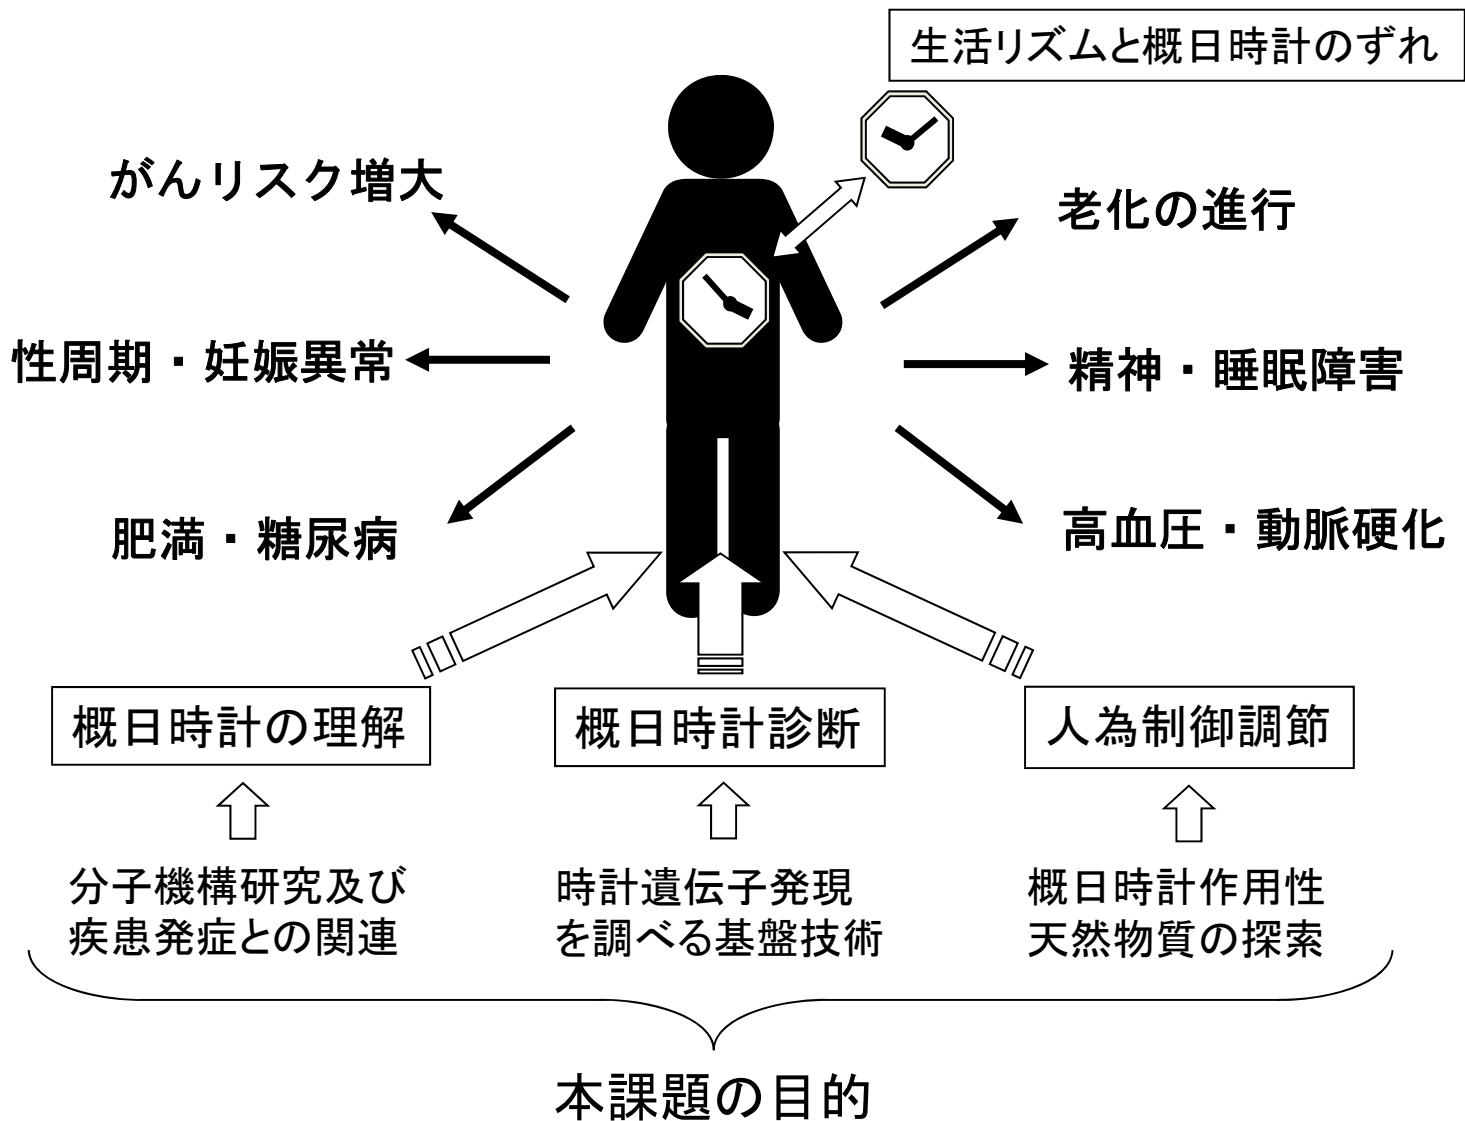 生活リズムと概日時計のずれ
がんリスク増大
老化の進行
性周期・妊娠異常
精神・睡眠障害
肥満・糖尿病
高血圧・動脈硬化
概日時計の理解
概日時計診断
人為制御調節
分子機構研究及び
疾患発症との関連
時計遺伝子発現
を調べる基盤技術
概日時計作用性
天然物質の探索
本課題の目的